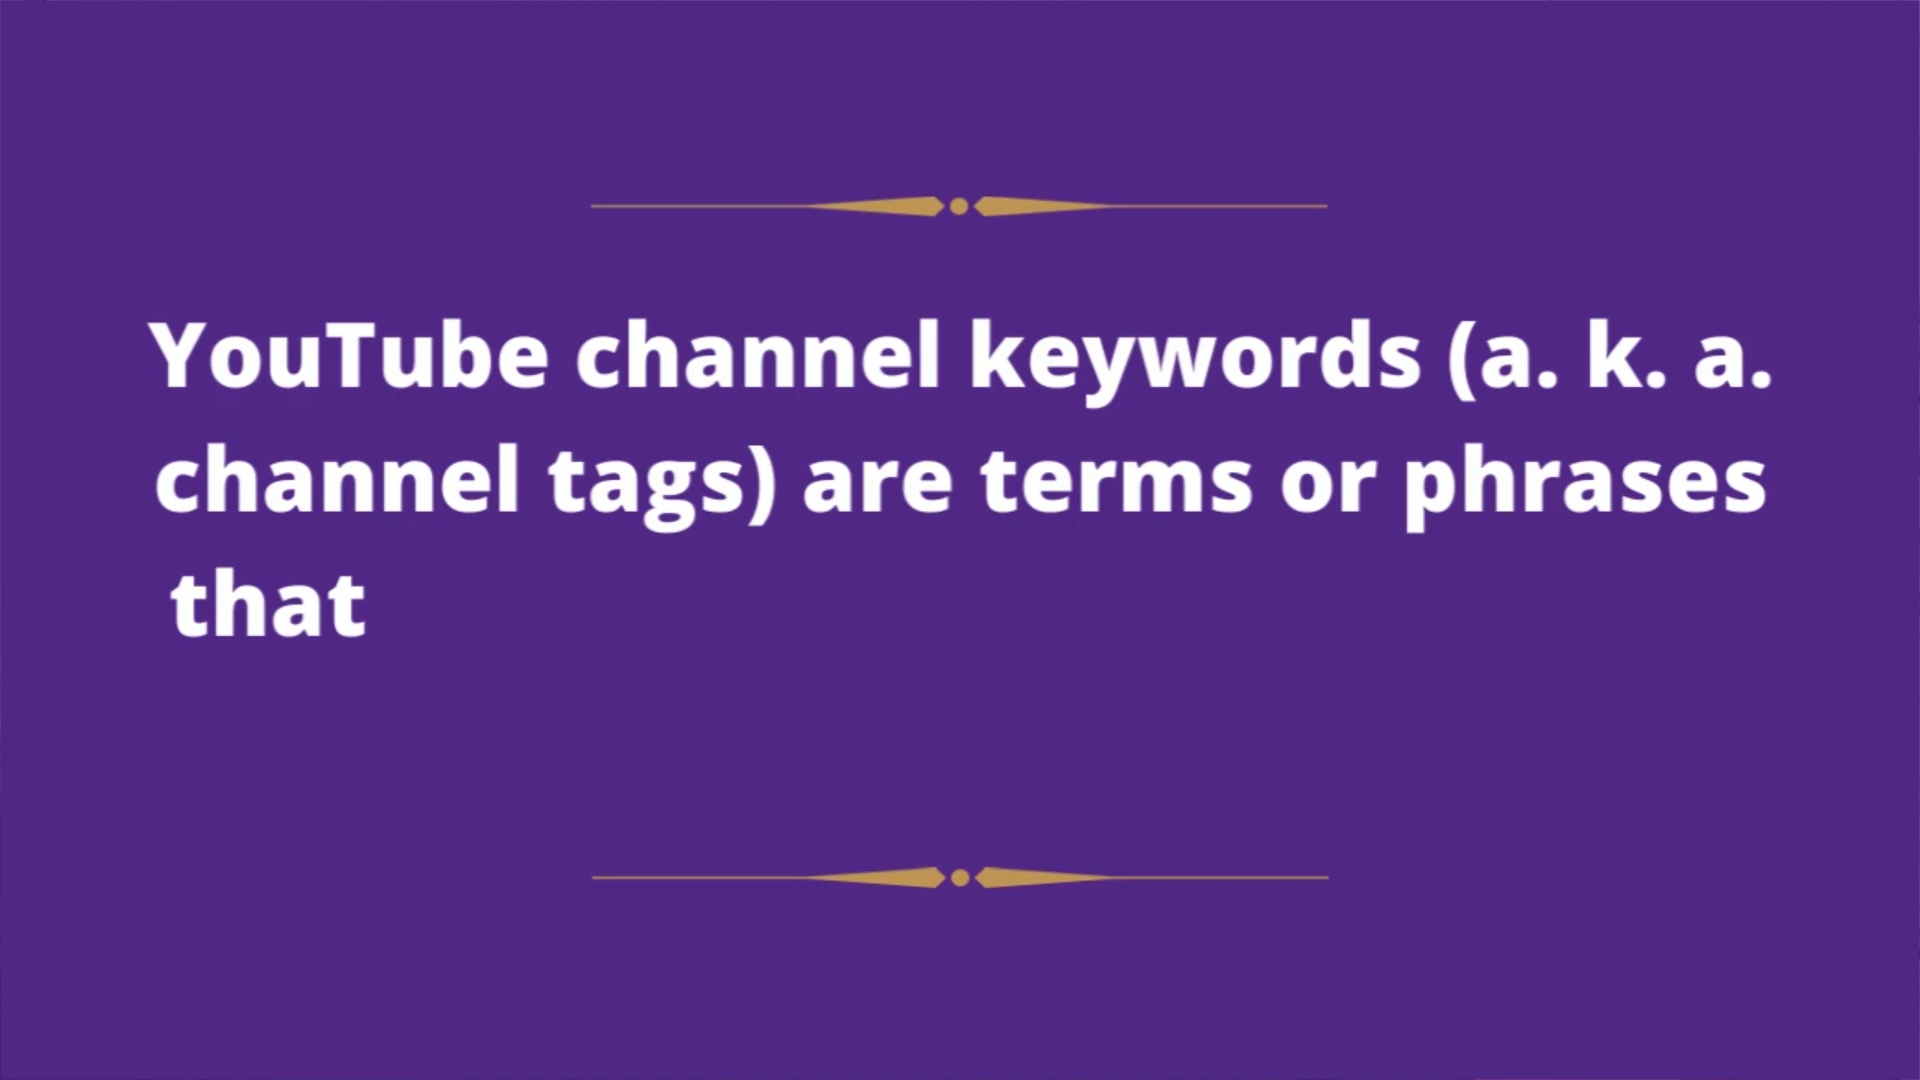 YouTube channel keywords (a. k. a.
channel tags) are terms or phrases
that